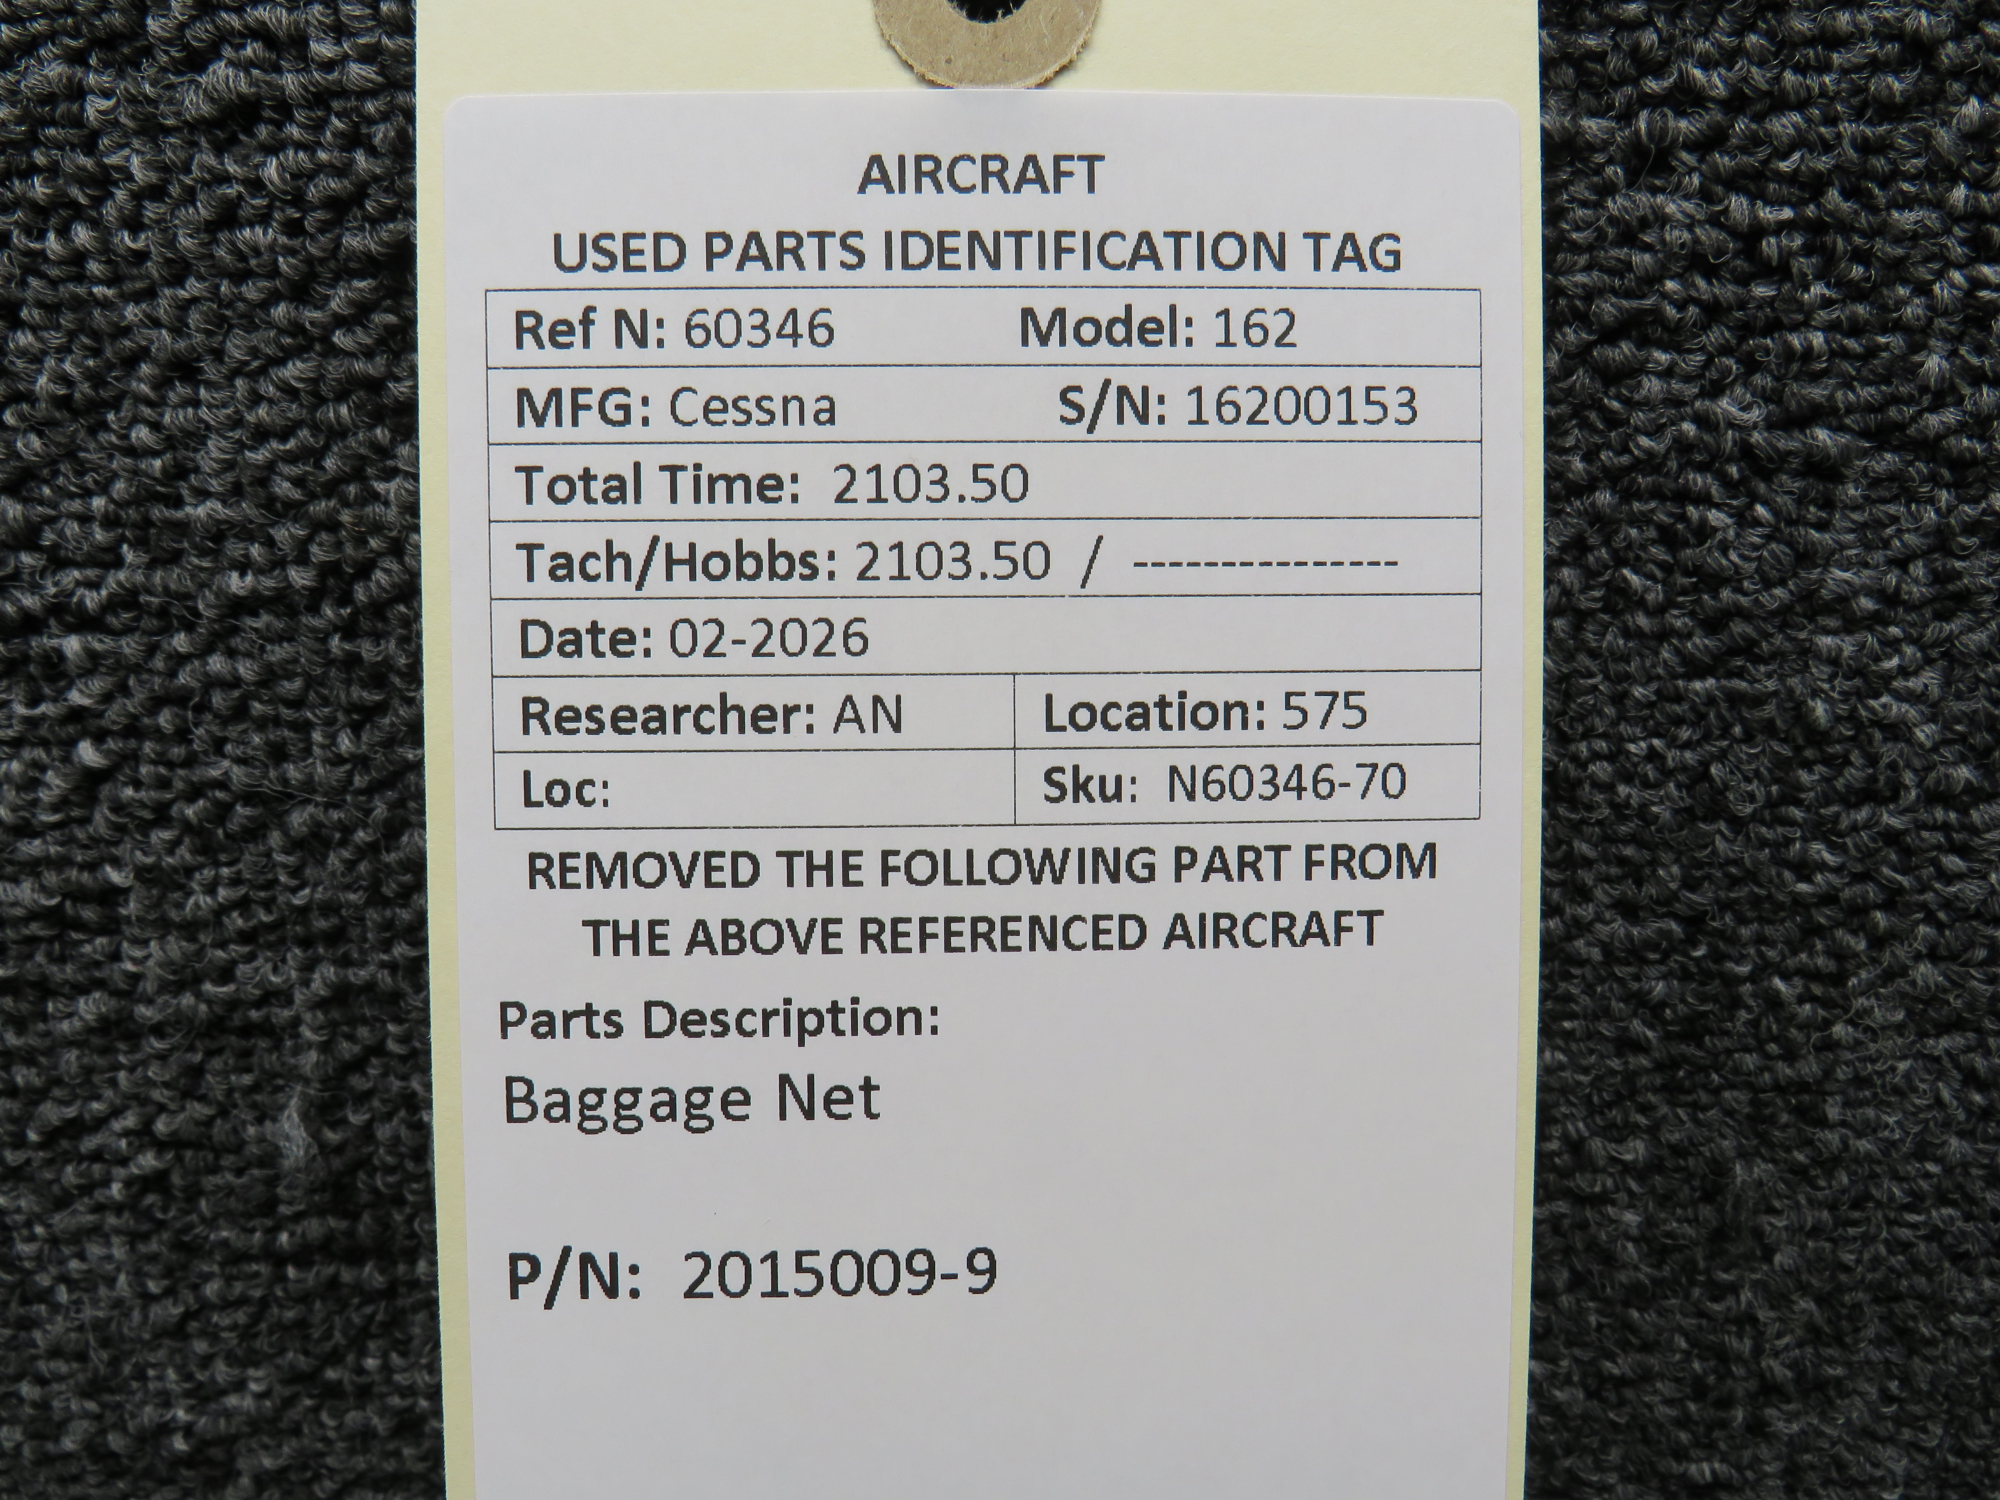 AIRCRAFT
USED PARTS IDENTIFICATION TAG
Ref N: 60346 Model: 162
MFG: Cessna S/N: 16200153
Total Time: 2103.50
Tach/Hobbs: 2103.50 / ---------------
Date: 02-2026
Researcher: AN Location: 575
Loc: Sku: N60346-70
REMOVED THE FOLLOWING PART FROM
THE ABOVE REFERENCED AIRCRAFT
Parts Description:
Baggage Net
P/N: 2015009-9